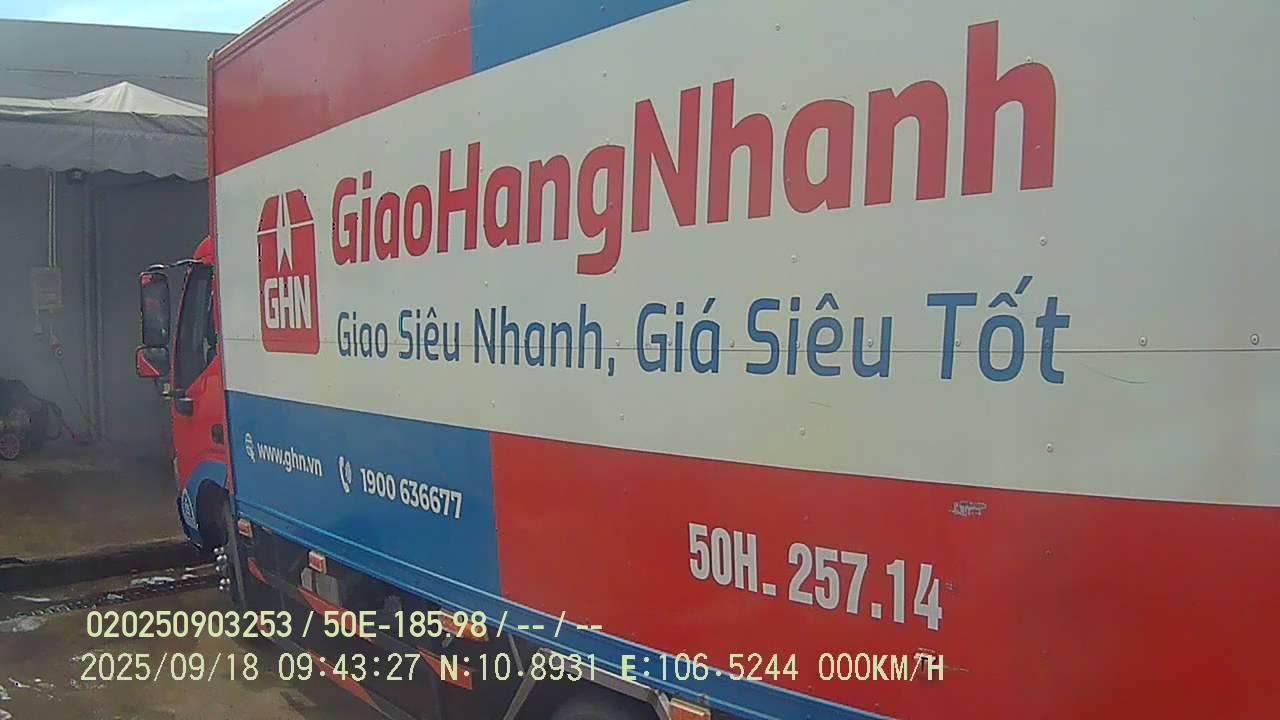 GiaoHangNhanh
GHN
Giao Siêu Nhanh, Giá Siêu Tốt
www.ghn.vn 1900 636677
50H. 257.14
020250903253 / 50E-185.98 / -- / --
2025/09/18 09:43:27 N:10.8931 E:106.5244 000KM/H